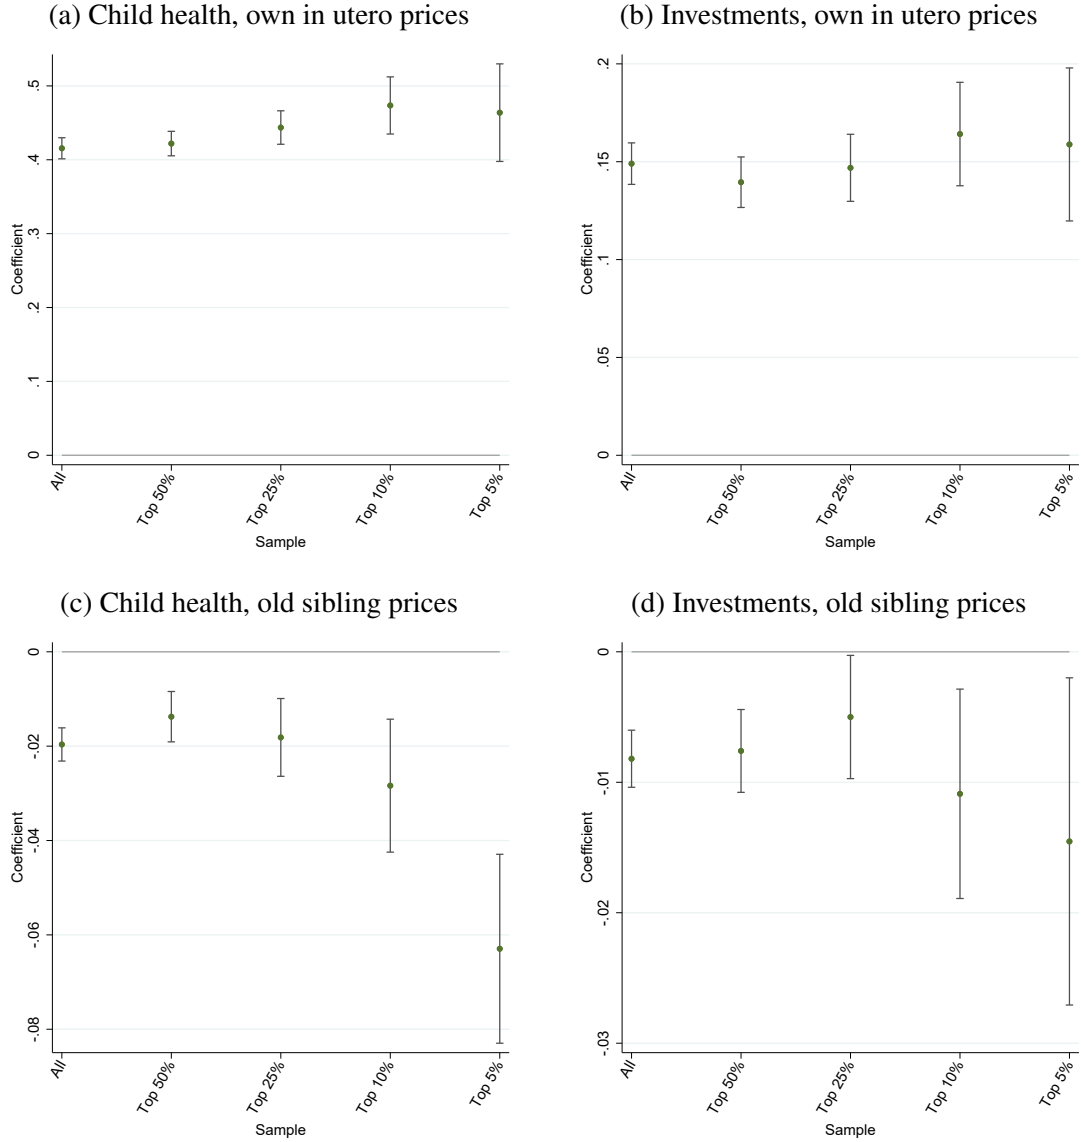 (a) Child health, own in utero prices
.5
.4
.3
.2
.1
0
Coefficient
All
Top 50%
Top 25%
Top 10%
Top 5%
Sample
(b) Investments, own in utero prices
.2
.15
.1
.05
0
Coefficient
All
Top 50%
Top 25%
Top 10%
Top 5%
Sample
(c) Child health, old sibling prices
0
-.02
-.04
-.06
-.08
Coefficient
All
Top 50%
Top 25%
Top 10%
Top 5%
Sample
(d) Investments, old sibling prices
0
-.01
-.02
-.03
Coefficient
All
Top 50%
Top 25%
Top 10%
Top 5%
Sample